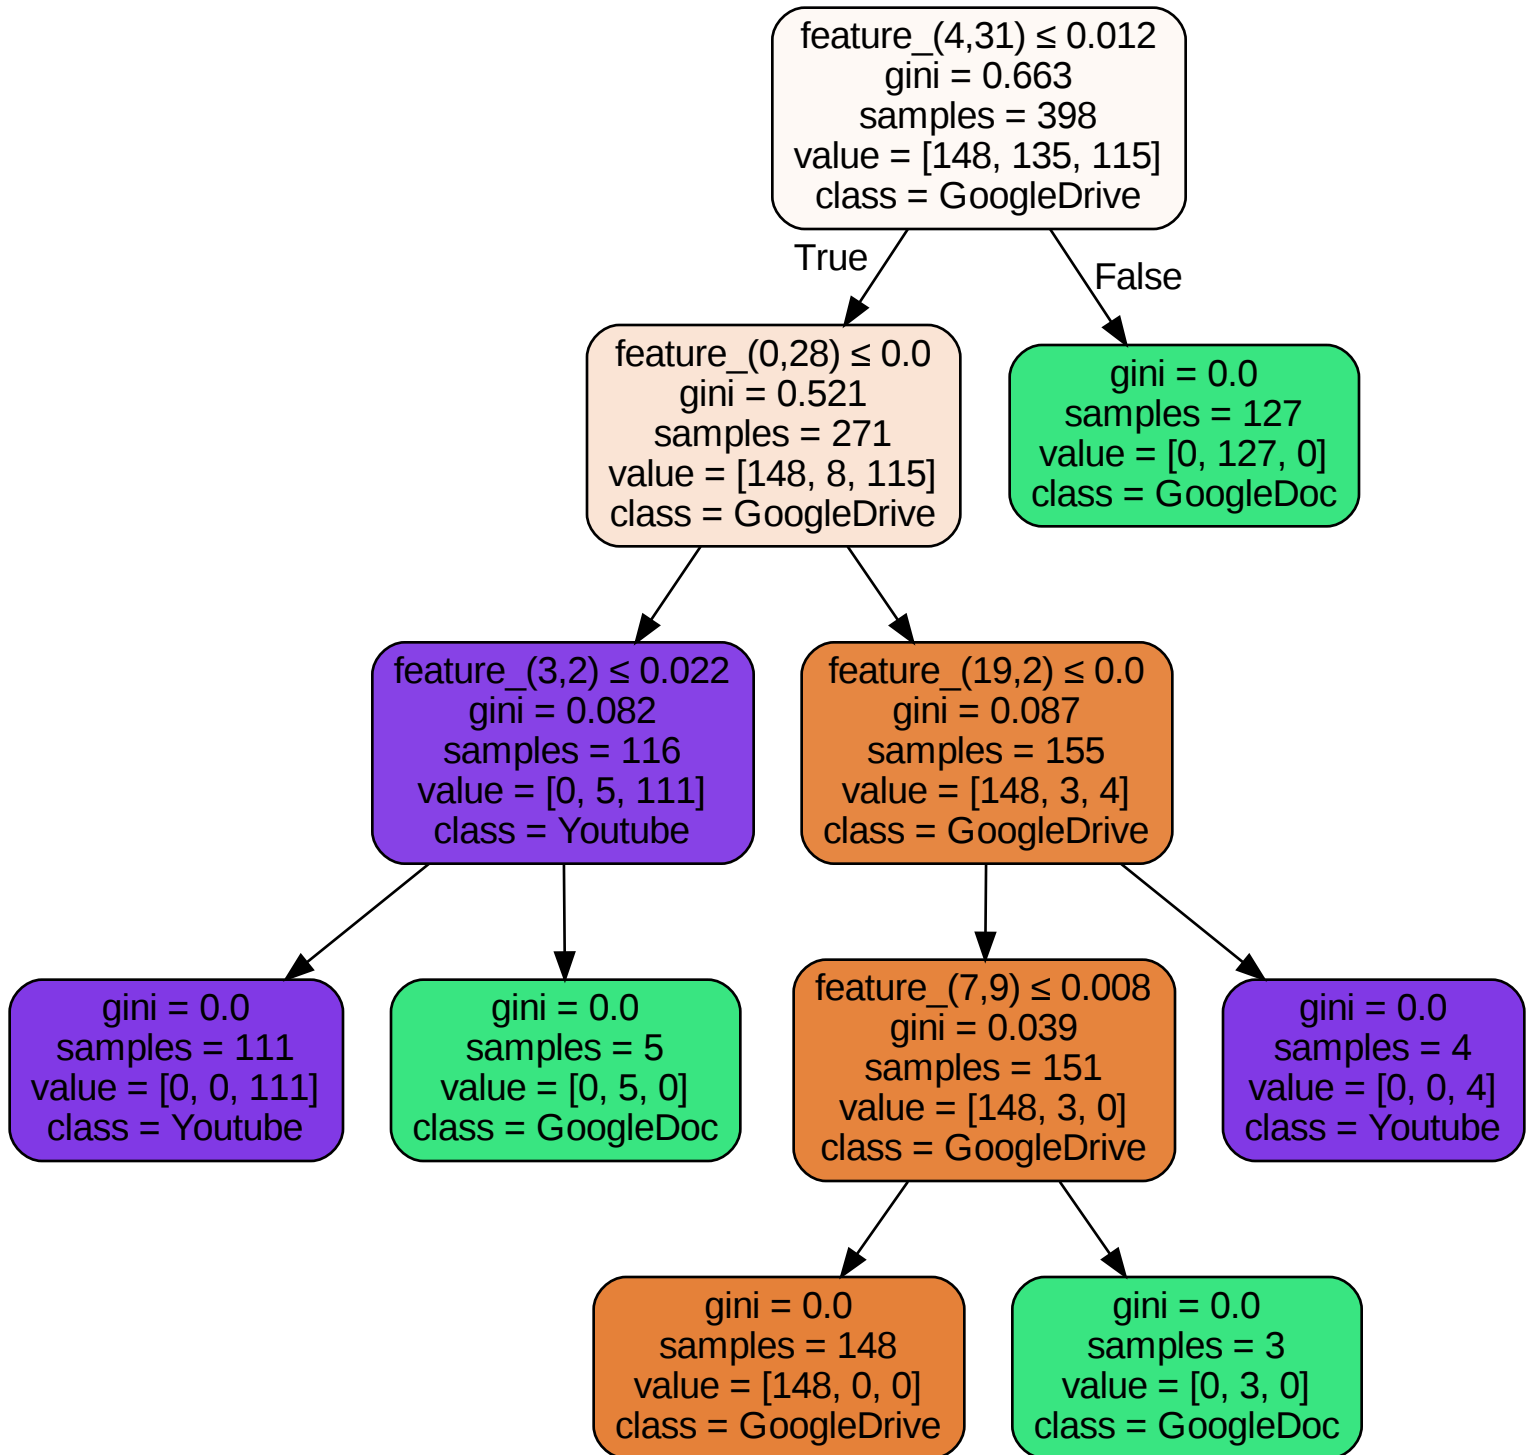 feature_(4,31) ≤ 0.012
gini = 0.663
samples = 398
value = [148, 135, 115]
class = GoogleDrive
True
False
feature_(0,28) ≤ 0.0
gini = 0.521
samples = 271
value = [148, 8, 115]
class = GoogleDrive
gini = 0.0
samples = 127
value = [0, 127, 0]
class = GoogleDoc
feature_(3,2) ≤ 0.022
gini = 0.082
samples = 116
value = [0, 5, 111]
class = Youtube
feature_(19,2) ≤ 0.0
gini = 0.087
samples = 155
value = [148, 3, 4]
class = GoogleDrive
gini = 0.0
samples = 111
value = [0, 0, 111]
class = Youtube
gini = 0.0
samples = 5
value = [0, 5, 0]
class = GoogleDoc
feature_(7,9) ≤ 0.008
gini = 0.039
samples = 151
value = [148, 3, 0]
class = GoogleDrive
gini = 0.0
samples = 4
value = [0, 0, 4]
class = Youtube
gini = 0.0
samples = 148
value = [148, 0, 0]
class = GoogleDrive
gini = 0.0
samples = 3
value = [0, 3, 0]
class = GoogleDoc